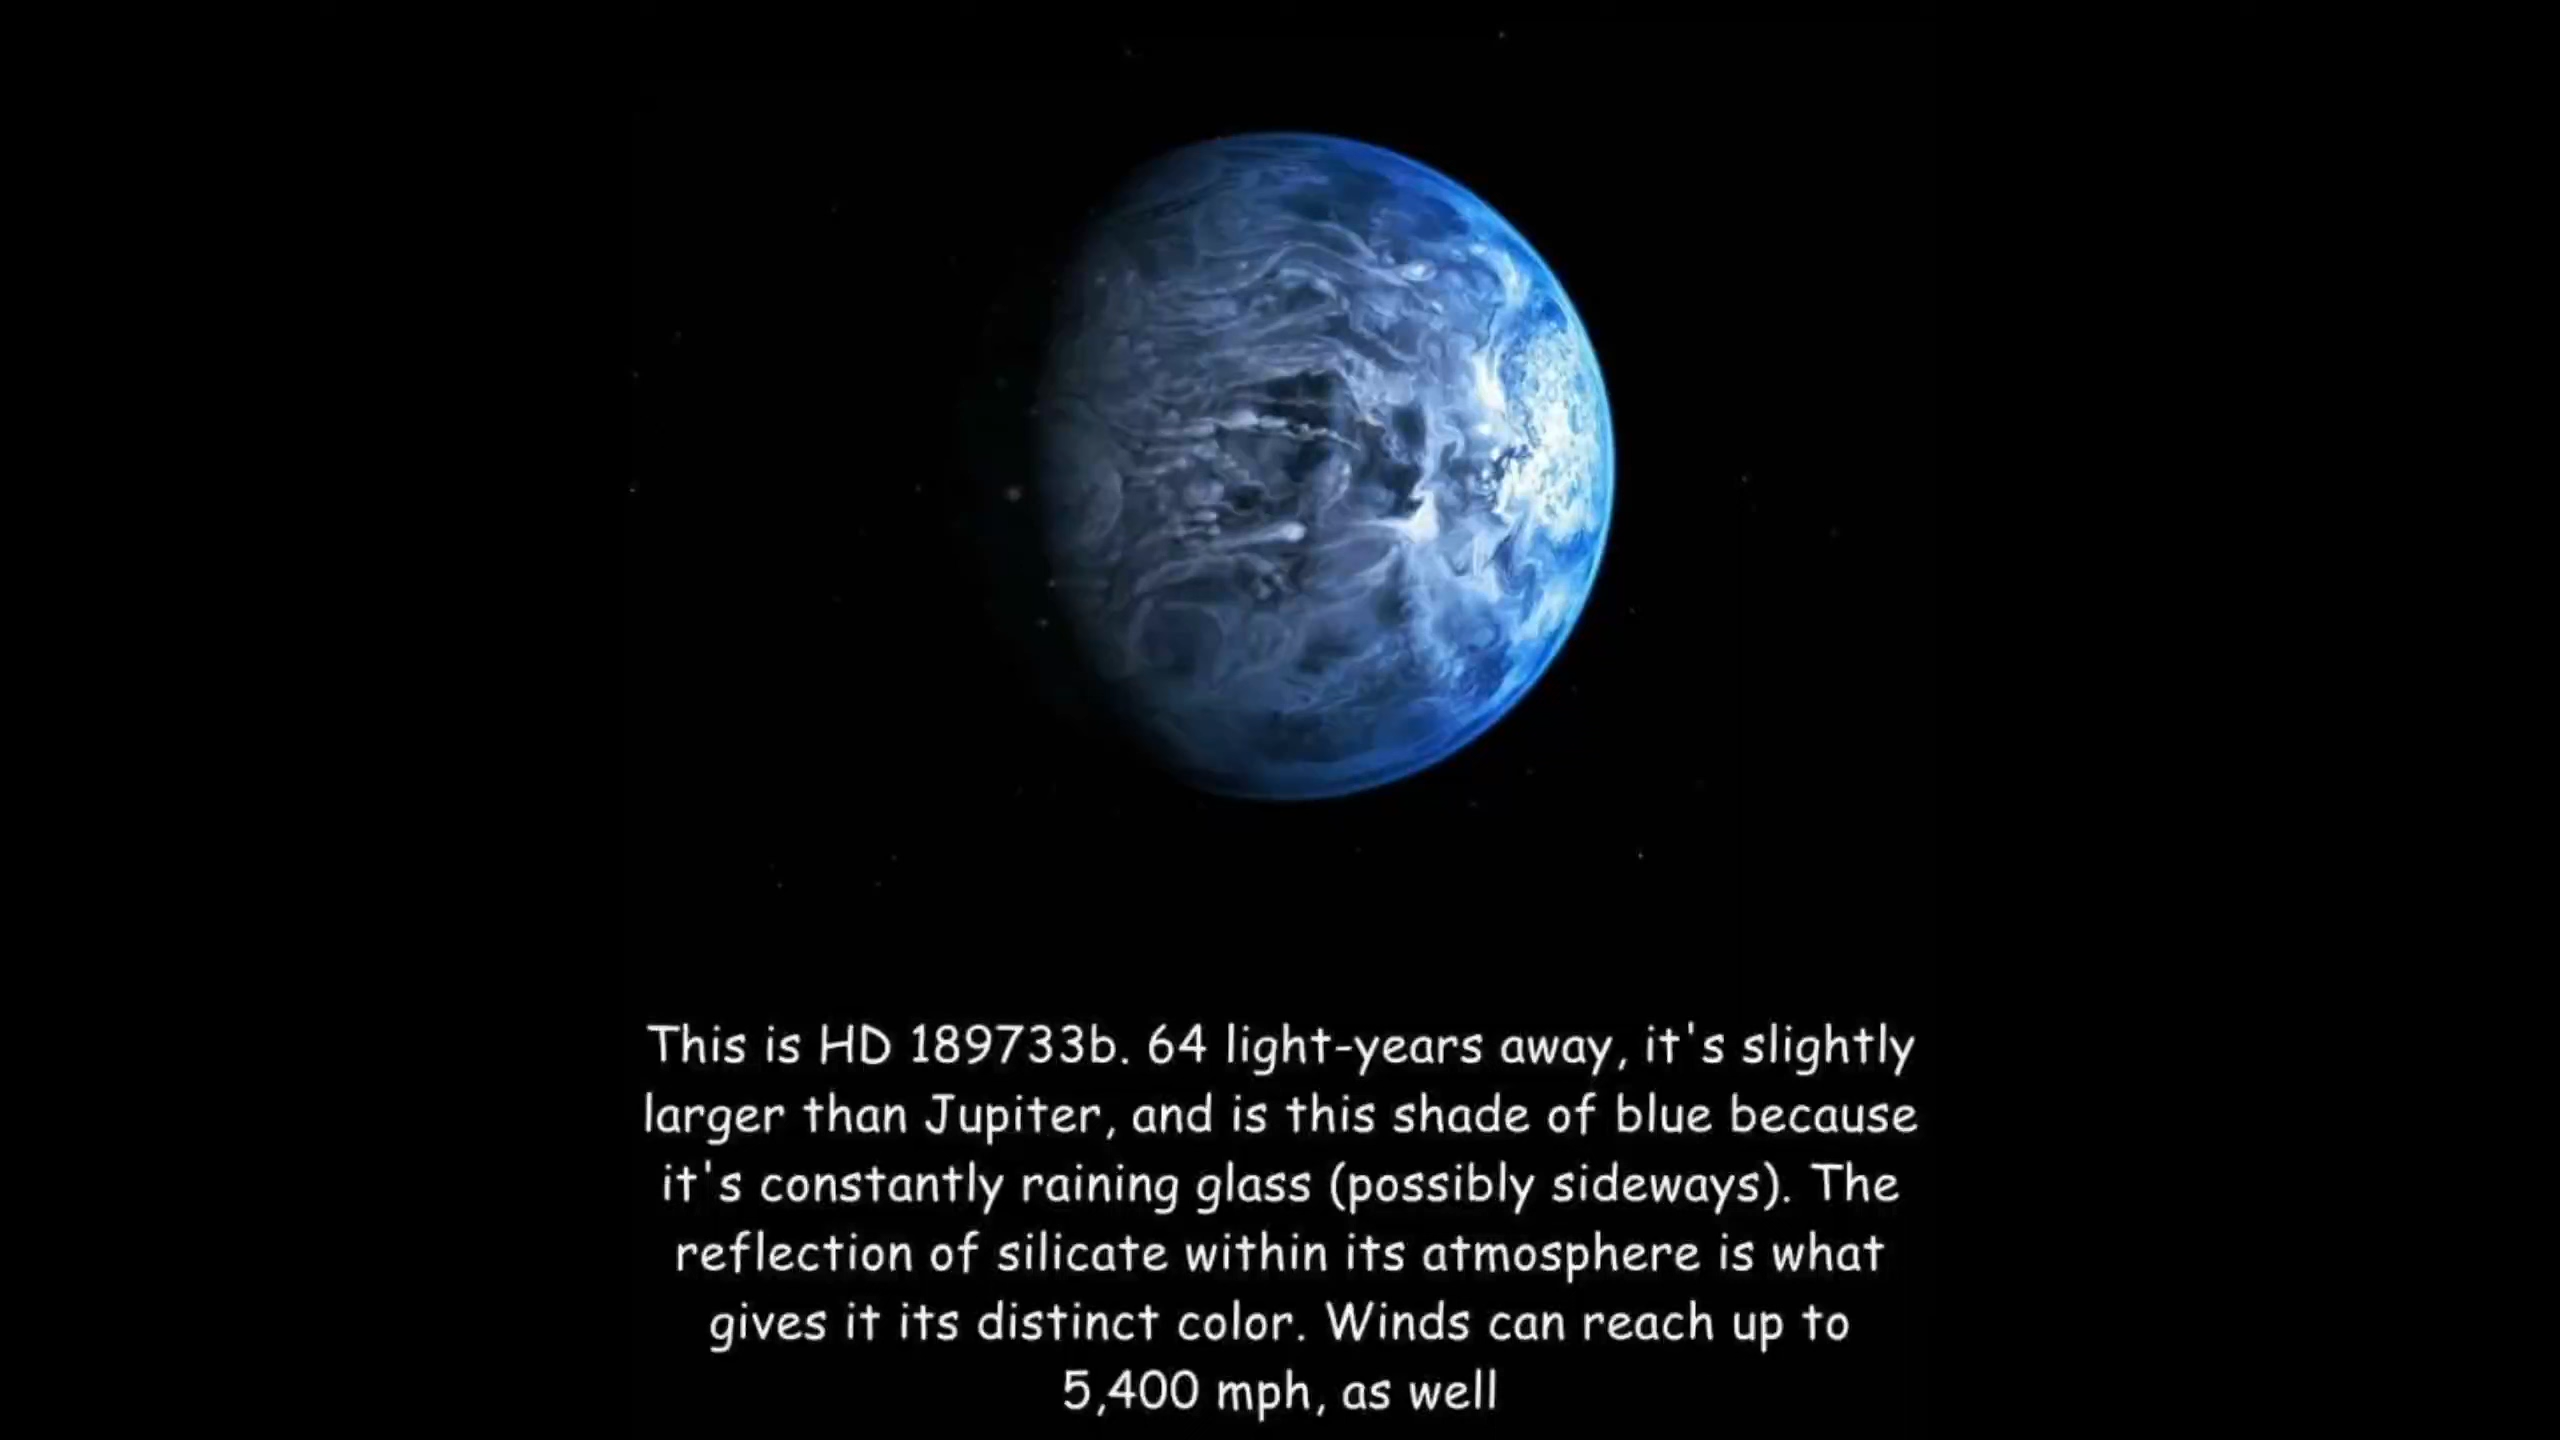 This is HD 189733b. 64 light-years away, it's slightly
larger than Jupiter, and is this shade of blue because
it's constantly raining glass (possibly sideways). The
reflection of silicate within its atmosphere is what
gives it its distinct color. Winds can reach up to
5,400 mph, as well